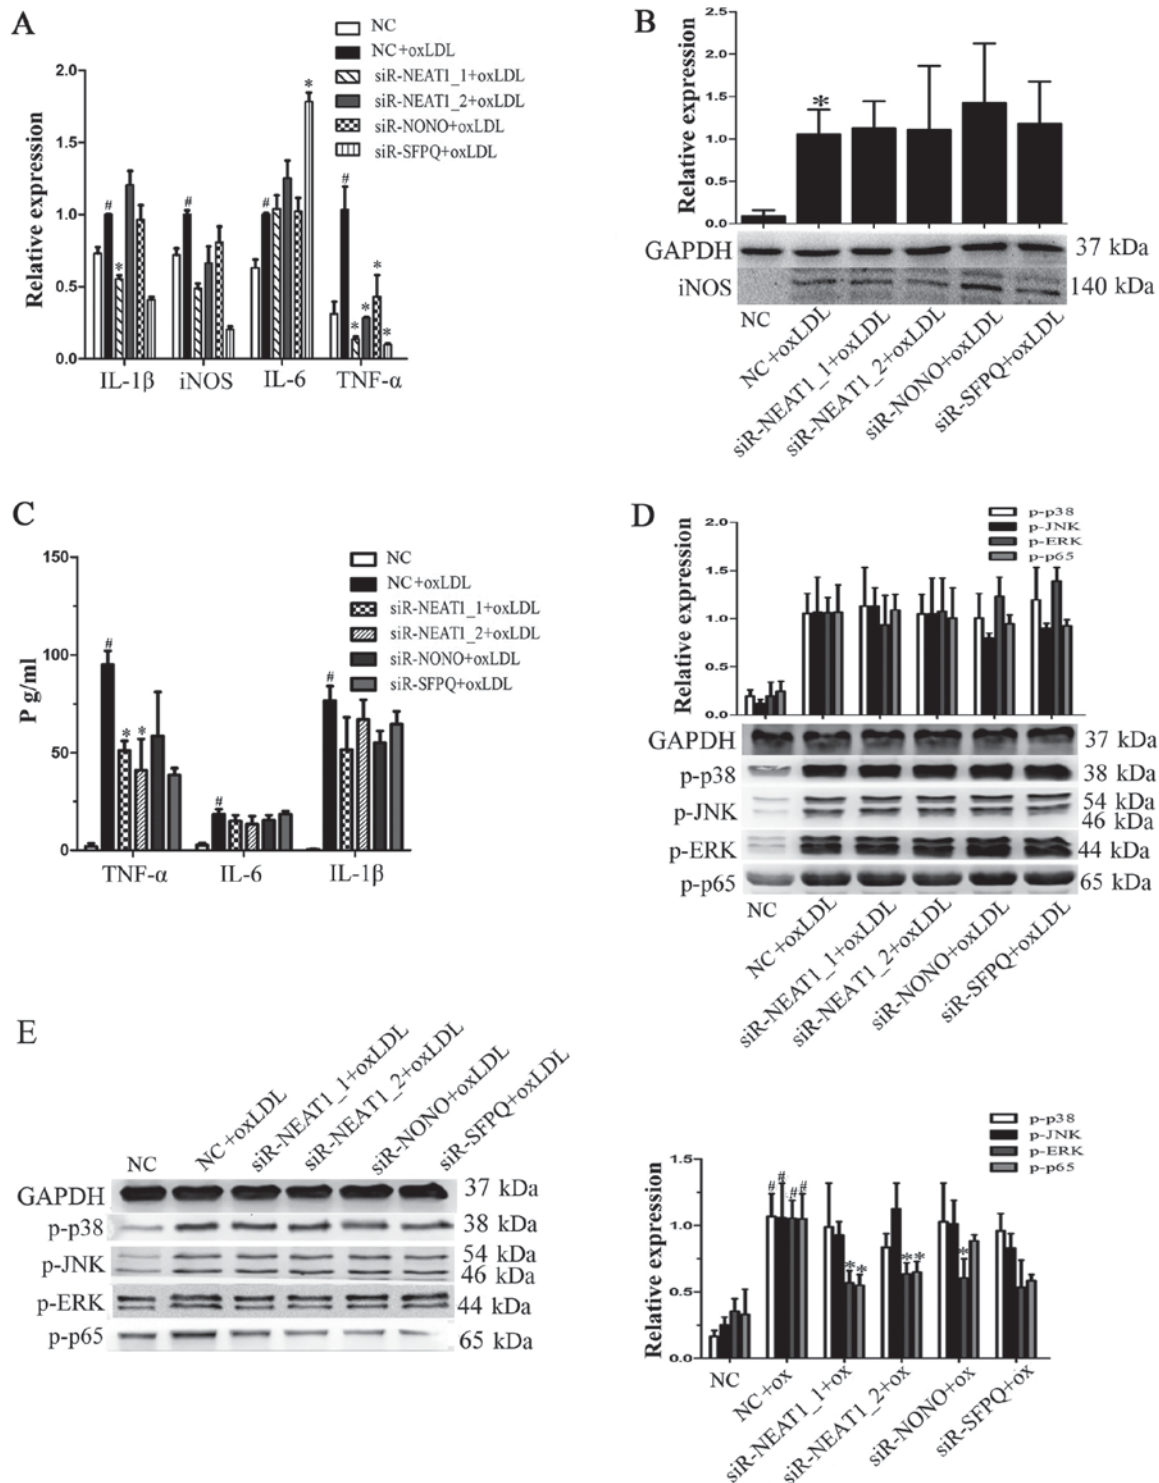 A
NC
NC+oxLDL
siR-NEAT1_1+oxLDL
siR-NEAT1_2+oxLDL
siR-NONO+oxLDL
siR-SFPQ+oxLDL
Relative expression
2.0
1.5
1.0
0.5
0.0
# * # # * # * * * *
IL-1β iNOS IL-6 TNF-α
B
Relative expression
2.5
2.0
1.5
1.0
0.5
0.0
*
GAPDH 37 kDa
iNOS 140 kDa
NC
NC+oxLDL
siR-NEAT1_1+oxLDL
siR-NEAT1_2+oxLDL
siR-NONO+oxLDL
siR-SFPQ+oxLDL
C
NC
NC+oxLDL
siR-NEAT1_1+oxLDL
siR-NEAT1_2+oxLDL
siR-NONO+oxLDL
siR-SFPQ+oxLDL
P g/ml
150
100
50
0
# * * # #
TNF-α IL-6 IL-1β
D
p-p38
p-JNK
p-ERK
p-p65
Relative expression
2.0
1.5
1.0
0.5
0.0
GAPDH 37 kDa
p-p38 38 kDa
p-JNK 54 kDa
46 kDa
p-ERK 44 kDa
p-p65 65 kDa
NC
NC+oxLDL
siR-NEAT1_1+oxLDL
siR-NEAT1_2+oxLDL
siR-NONO+oxLDL
siR-SFPQ+oxLDL
E
NC
NC+oxLDL
siR-NEAT1_1+oxLDL
siR-NEAT1_2+oxLDL
siR-NONO+oxLDL
siR-SFPQ+oxLDL
GAPDH 37 kDa
p-p38 38 kDa
p-JNK 54 kDa
46 kDa
p-ERK 44 kDa
p-p65 65 kDa
p-p38
p-JNK
p-ERK
p-p65
Relative expression
1.5
1.0
0.5
0.0
# # # # * * * * *
NC
NC+ox
siR-NEAT1_1+ox
siR-NEAT1_2+ox
siR-NONO+ox
siR-SFPQ+ox